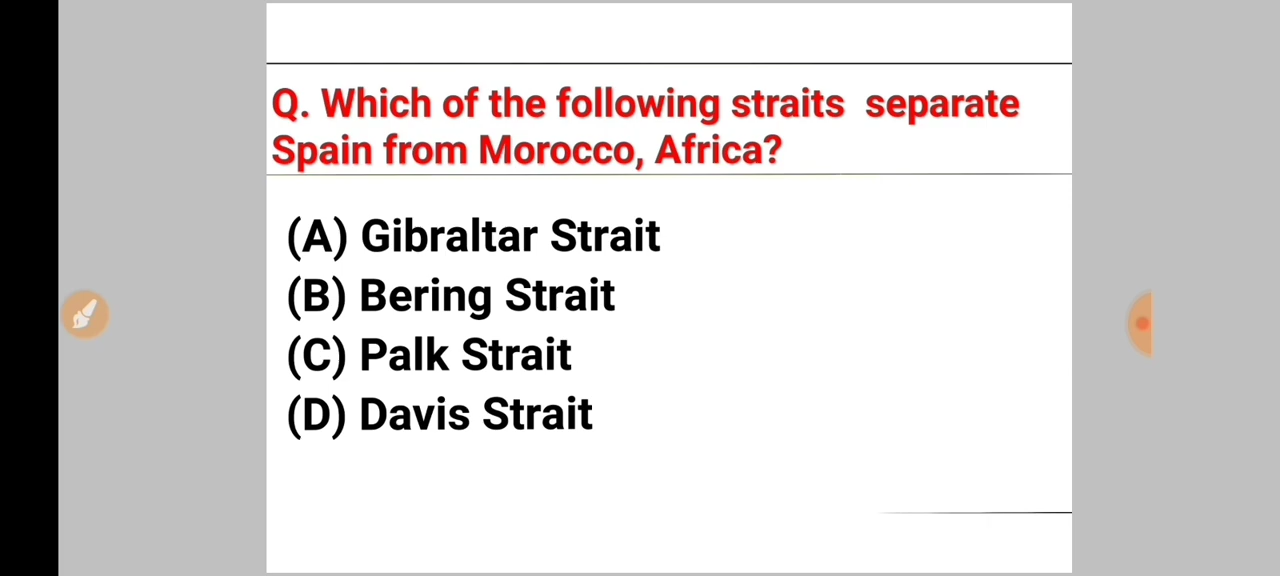 Q. Which of the following straits separate
Spain from Morocco, Africa?
(A) Gibraltar Strait
(B) Bering Strait
(C) Palk Strait
(D) Davis Strait